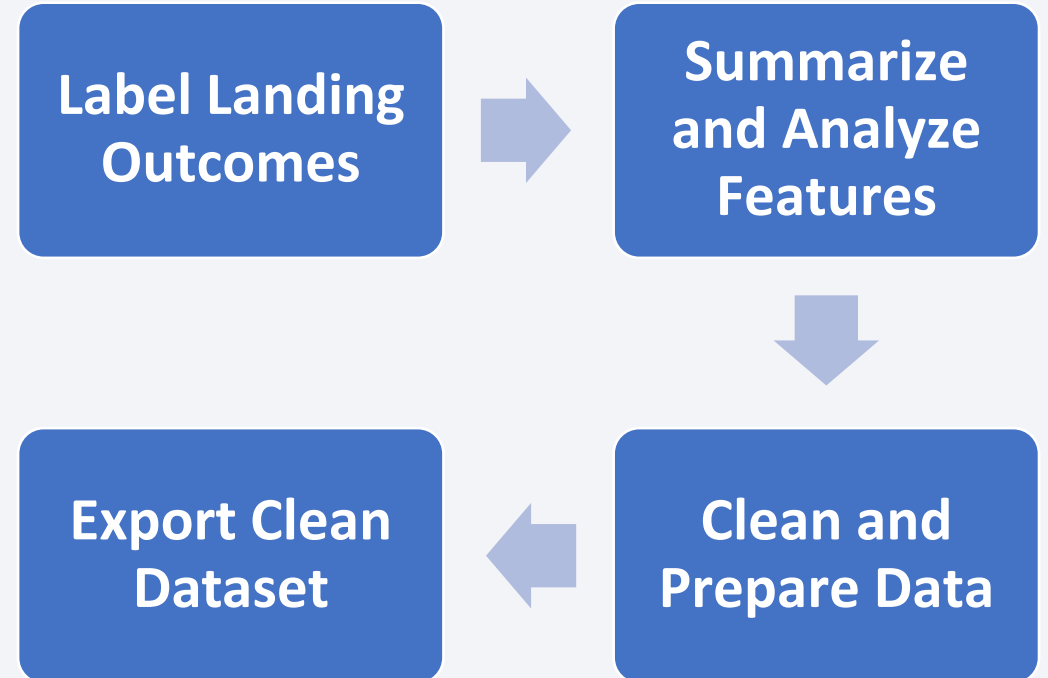 Label Landing
Outcomes
Summarize
and Analyze
Features
Clean and
Prepare Data
Export Clean
Dataset